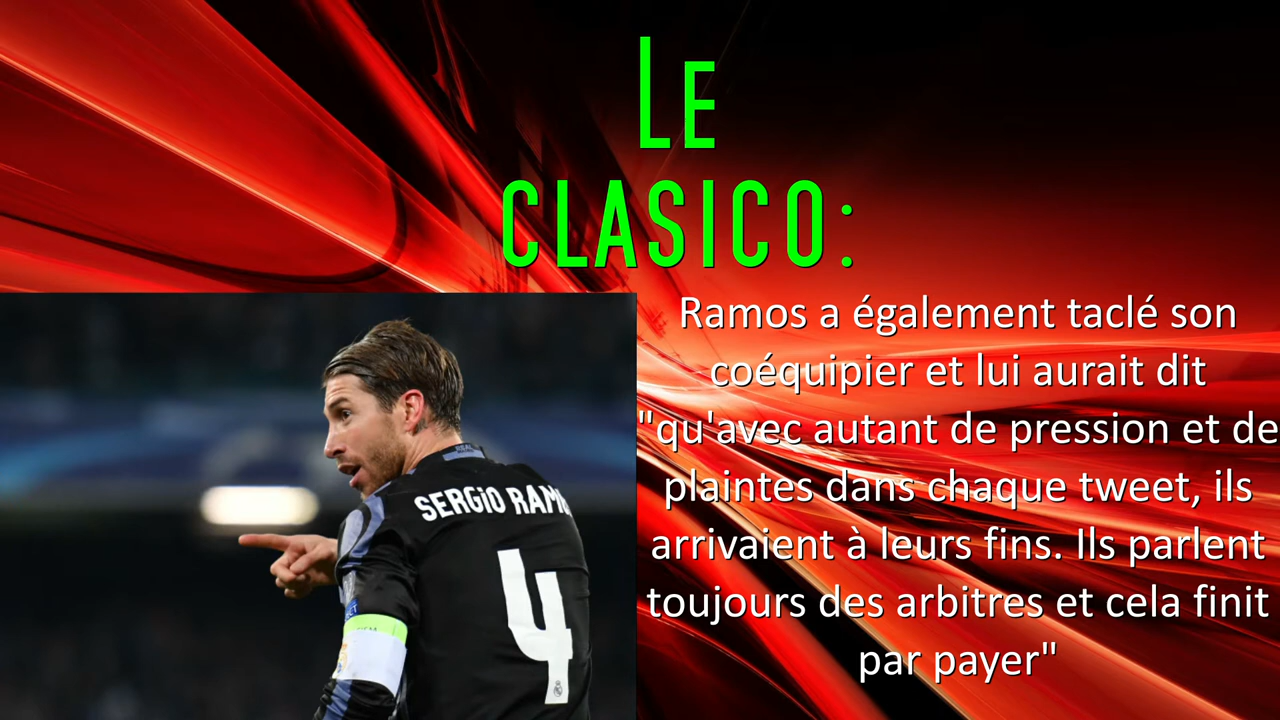 LE
CLASICO:
Ramos a également taclé son
coéquipier et lui aurait dit
"qu'avec autant de pression et de
plaintes dans chaque tweet, ils
arrivaient à leurs fins. Ils parlent
toujours des arbitres et cela finit
par payer"
SERGiO RAM
4